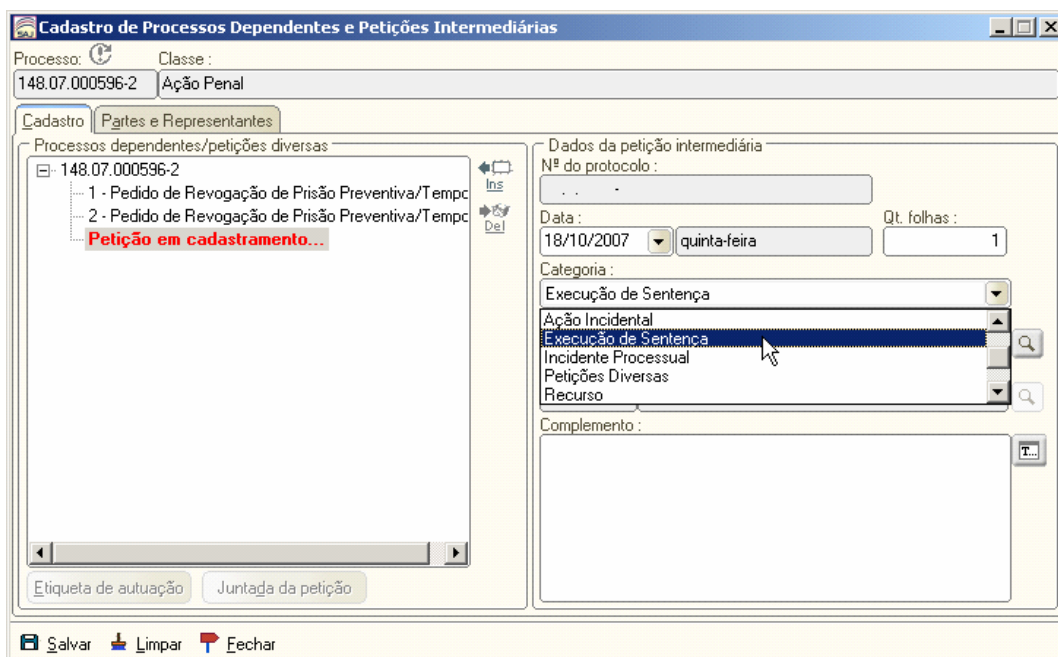 Cadastro de Processos Dependentes e Petições Intermediárias
Processo: Classe :
148.07.000596-2 Ação Penal
Cadastro Partes e Representantes
Processos dependentes/petições diversas
148.07.000596-2
1 - Pedido de Revogação de Prisão Preventiva/Tempo
2 - Pedido de Revogação de Prisão Preventiva/Tempo
Petição em cadastramento...
Ins
Del
Etiqueta de autuação Juntada da petição
Dados da petição intermediária
Nº do protocolo :
. . -
Data : Qt. folhas :
18/10/2007 quinta-feira 1
Categoria :
Execução de Sentença
Ação Incidental
Execução de Sentença
Incidente Processual
Petições Diversas
Recurso
Complemento :
T...
Salvar Limpar Fechar